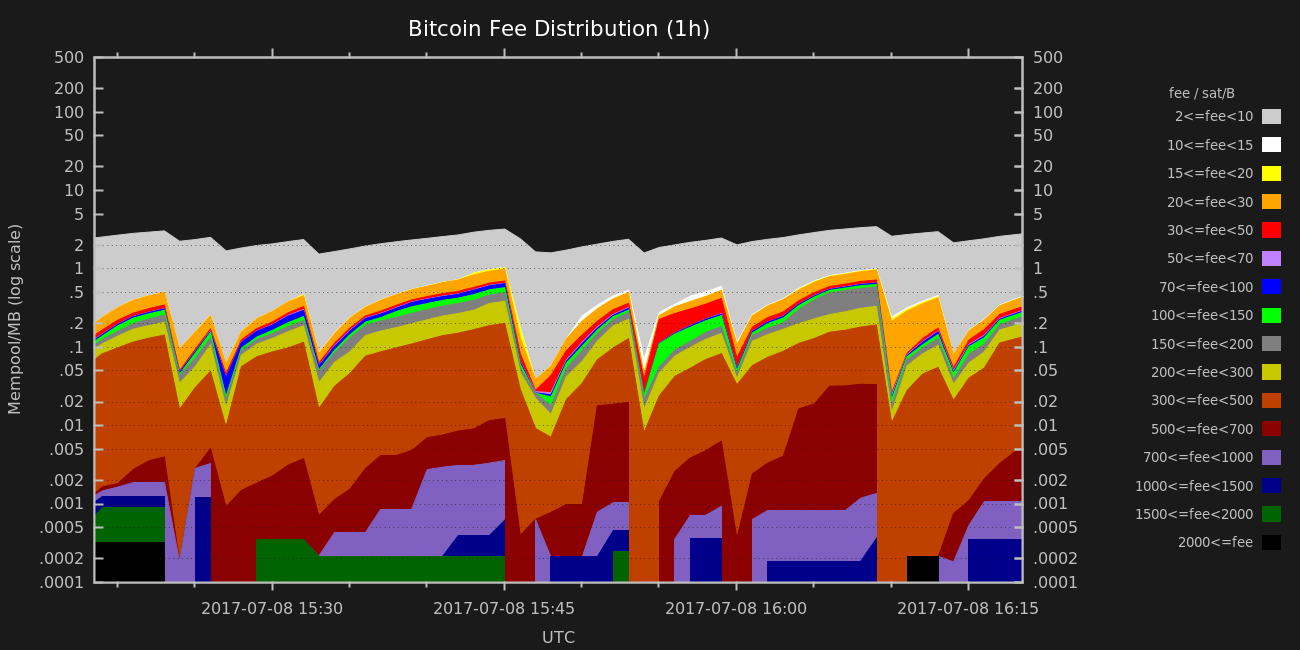 Bitcoin Fee Distribution (1h)
Mempool/MB (log scale)
500
200
100
50
20
10
5
2
1
.5
.2
.1
.05
.02
.01
.005
.002
.001
.0005
.0002
.0001
500
200
100
50
20
10
5
2
1
.5
.2
.1
.05
.02
.01
.005
.002
.001
.0005
.0002
.0001
2017-07-08 15:30
2017-07-08 15:45
2017-07-08 16:00
2017-07-08 16:15
UTC
fee / sat/B
2<=fee<10
10<=fee<15
15<=fee<20
20<=fee<30
30<=fee<50
50<=fee<70
70<=fee<100
100<=fee<150
150<=fee<200
200<=fee<300
300<=fee<500
500<=fee<700
700<=fee<1000
1000<=fee<1500
1500<=fee<2000
2000<=fee